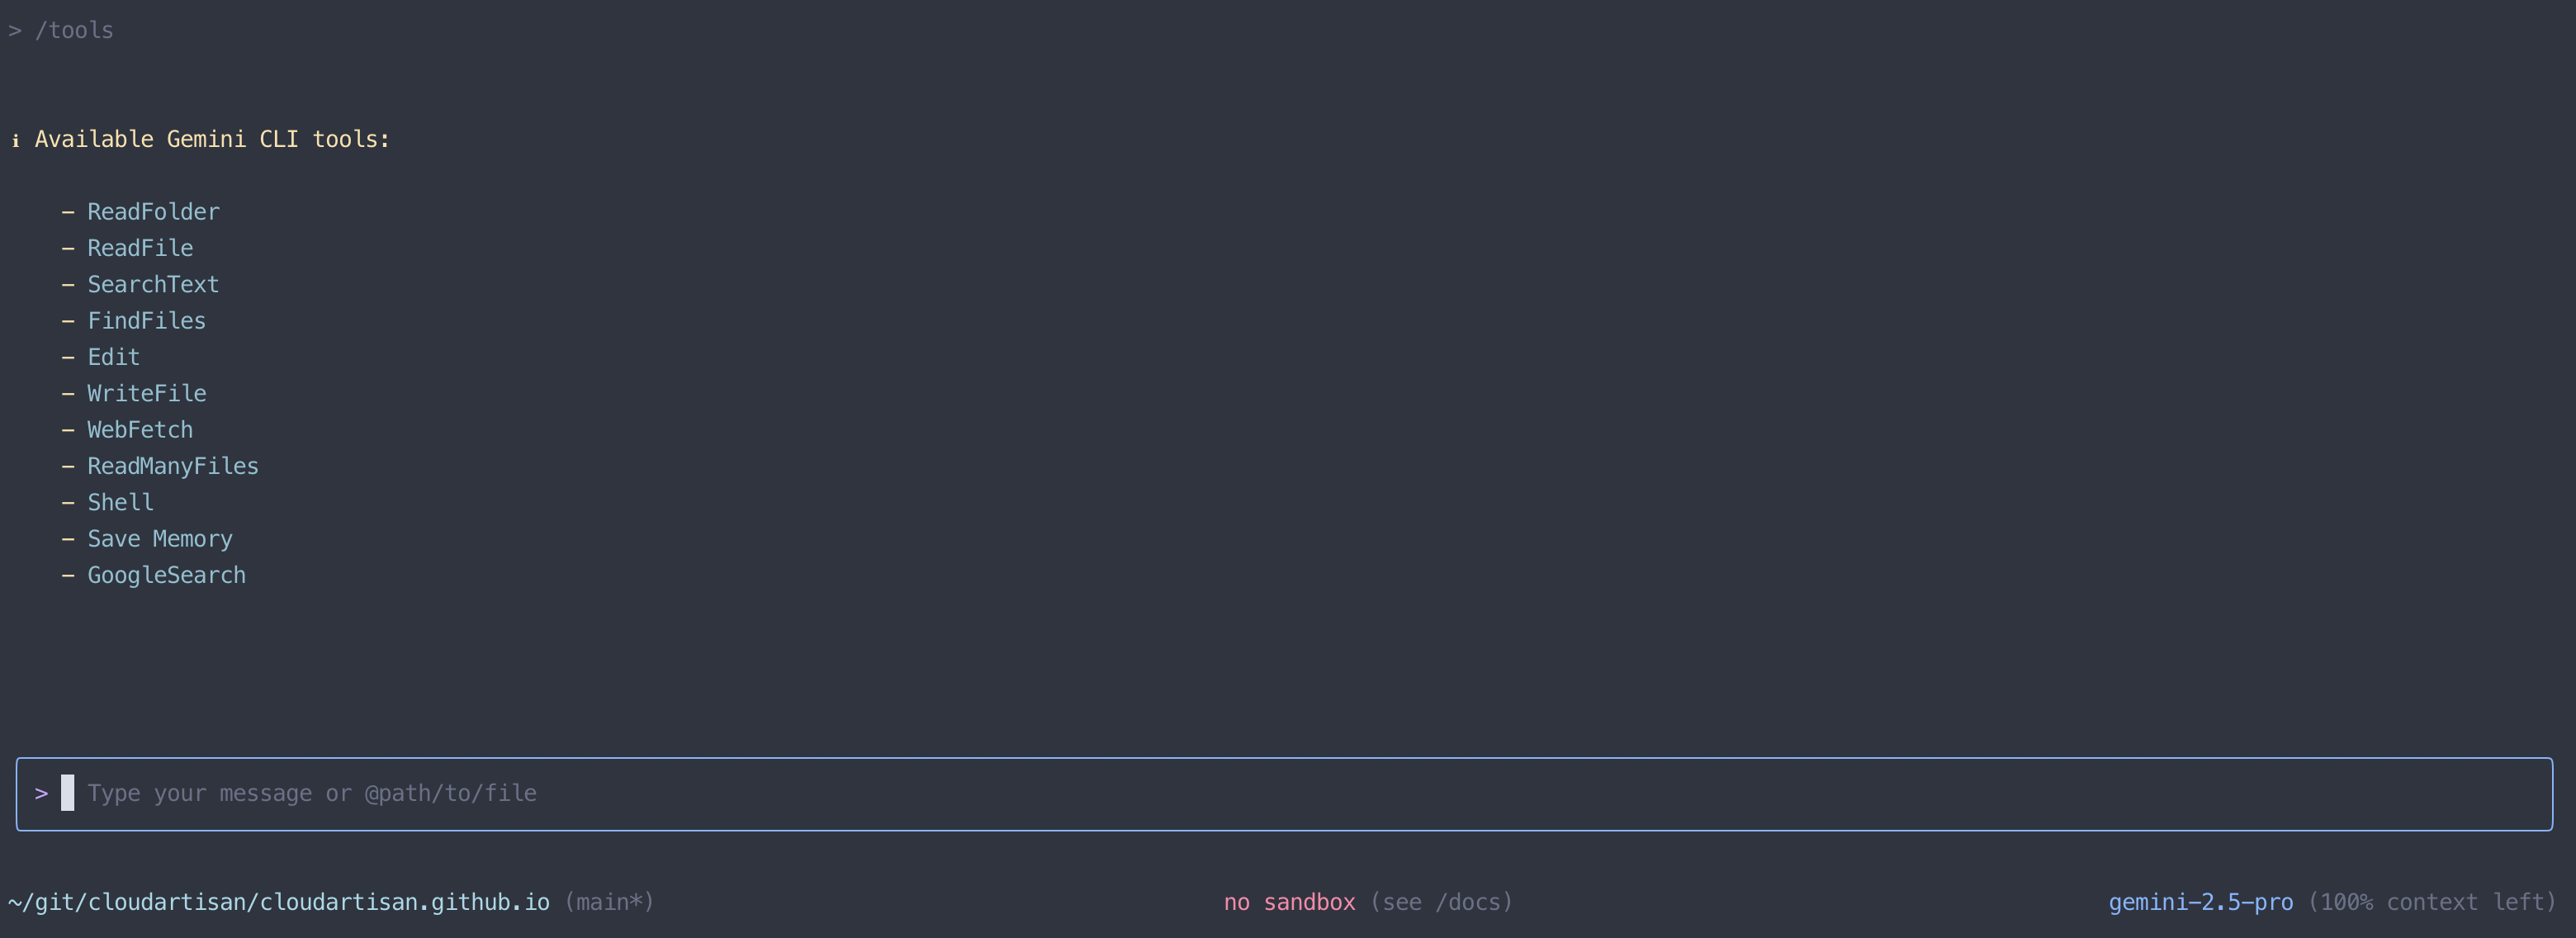 > /tools
ℹ Available Gemini CLI tools:
- ReadFolder
- ReadFile
- SearchText
- FindFiles
- Edit
- WriteFile
- WebFetch
- ReadManyFiles
- Shell
- Save Memory
- GoogleSearch
> Type your message or @path/to/file
~/git/cloudartisan/cloudartisan.github.io (main*) no sandbox (see /docs) gemini-2.5-pro (100% context left)